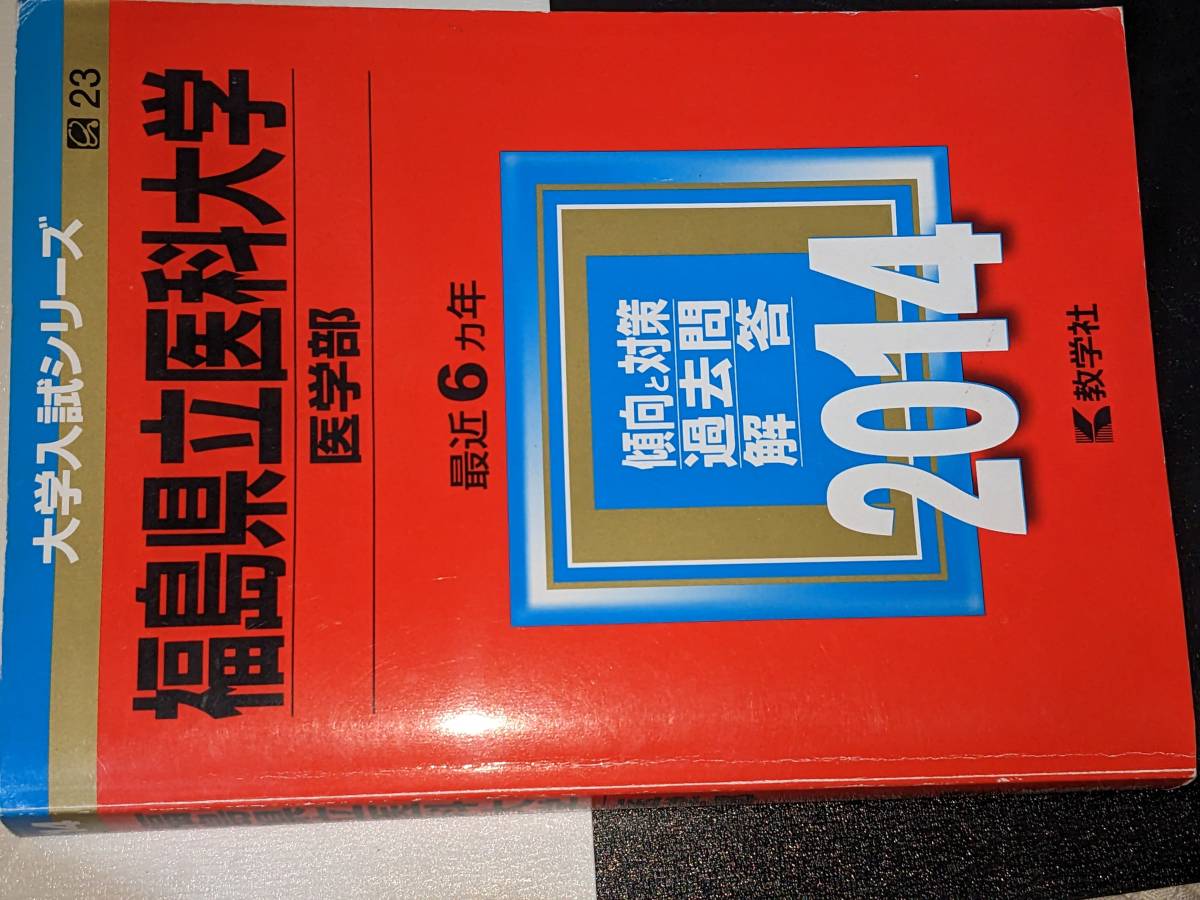 大学入試シリーズ
23
福島県立医科大学
医学部
最近6カ年
傾向と対策
過去問
解答
2014
教学社